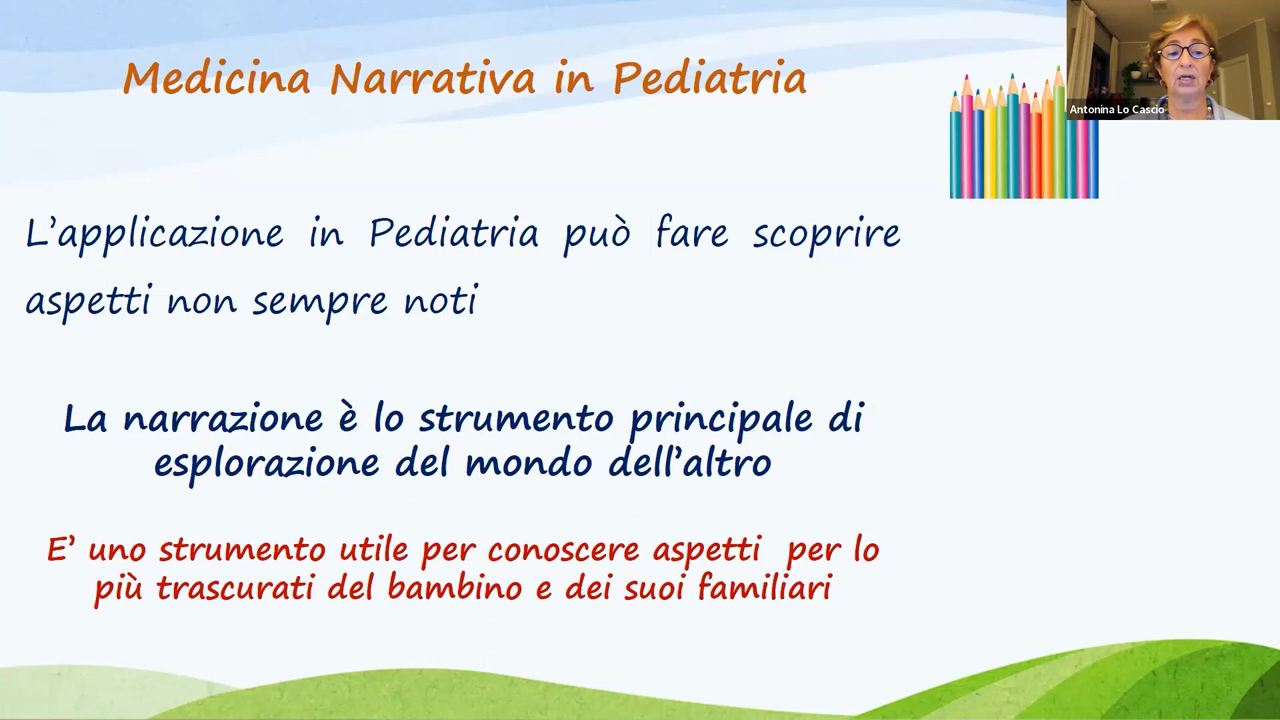 Medicina Narrativa in Pediatria
Antonina Lo Cascio
L'applicazione in Pediatria può fare scoprire
aspetti non sempre noti
La narrazione è lo strumento principale di
esplorazione del mondo dell'altro
E' uno strumento utile per conoscere aspetti per lo
più trascurati del bambino e dei suoi familiari